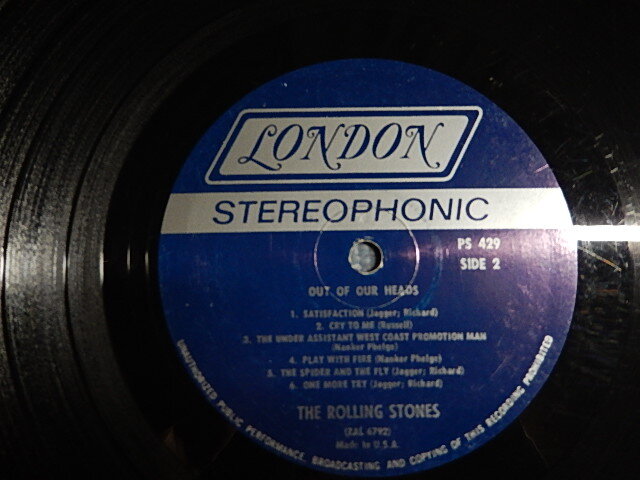 LONDON
STEREOPHONIC
PS 429
SIDE 2
OUT OF OUR HEADS
1. SATISFACTION (Jagger; Richard)
2. CRY TO ME (Russell)
3. THE UNDER ASSISTANT WEST COAST PROMOTION MAN
(Nanker Phelge)
4. PLAY WITH FIRE (Nanker Phelge)
5. THE SPIDER AND THE FLY (Jagger; Richard)
6. ONE MORE TRY (Jagger; Richard)
THE ROLLING STONES
(ZAL 6792)
Made in U.S.A.
UNAUTHORIZED PUBLIC PERFORMANCE, BROADCASTING AND COPYING OF THIS RECORDING PROHIBITED